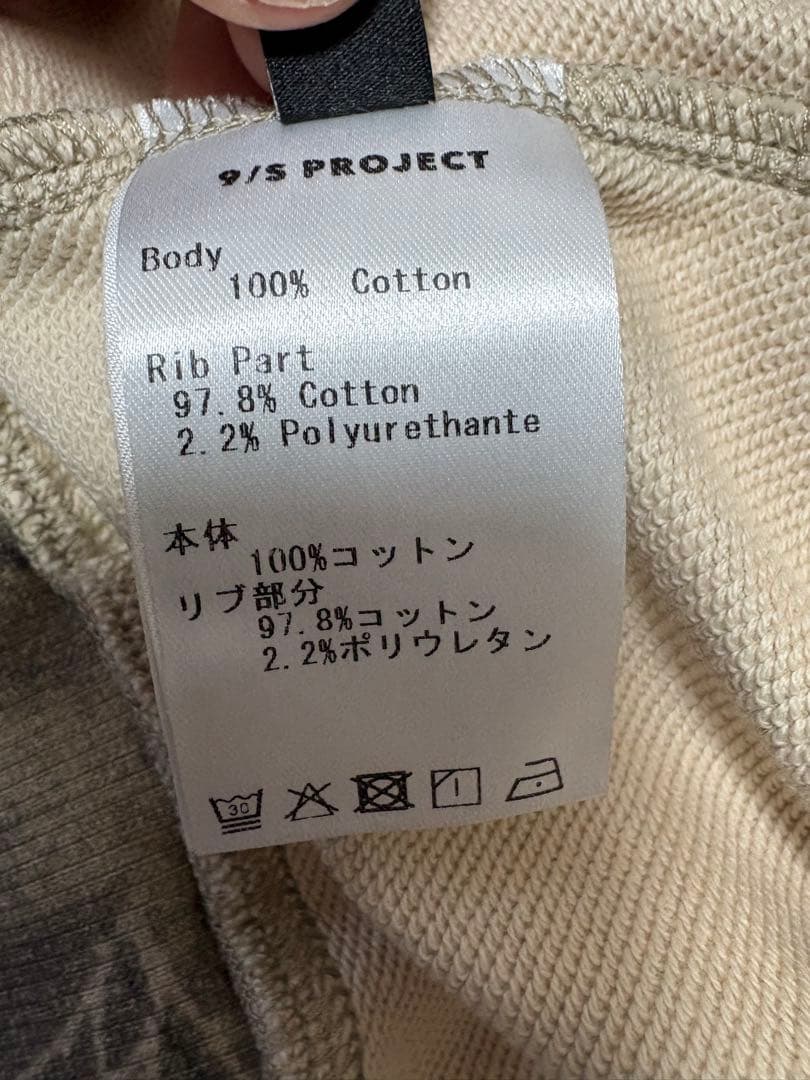 9/S PROJECT
Body
100% Cotton
Rib Part
97.8% Cotton
2.2% Polyurethante
本体
100%コットン
リブ部分
97.8%コットン
2.2%ポリウレタン
30